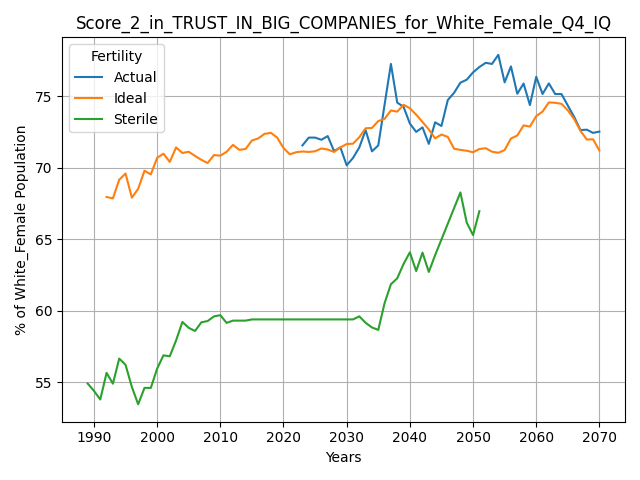 Score_2_in_TRUST_IN_BIG_COMPANIES_for_White_Female_Q4_IQ
Fertility
Actual
Ideal
Sterile
% of White_Female Population
75
70
65
60
55
1990 2000 2010 2020 2030 2040 2050 2060 2070
Years